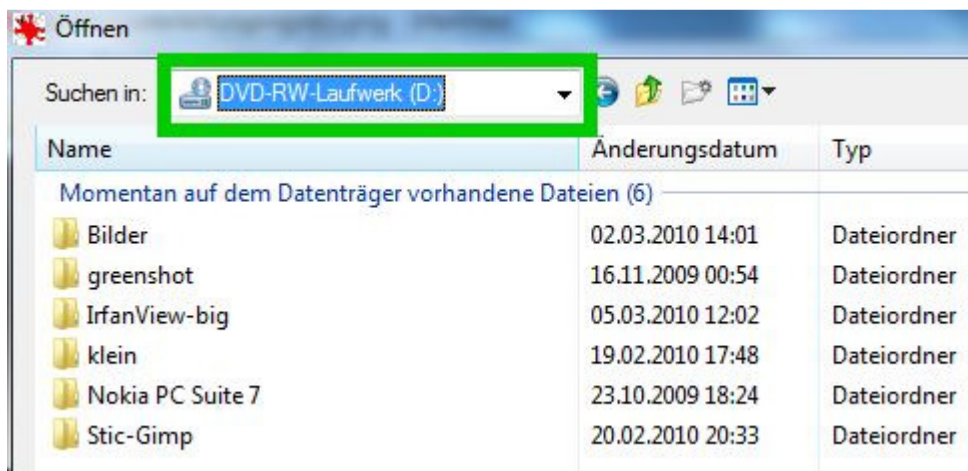 Öffnen
Suchen in: DVD-RW-Laufwerk (D:)
Name Änderungsdatum Typ
Momentan auf dem Datenträger vorhandene Dateien (6)
Bilder 02.03.2010 14:01 Dateiordner
greenshot 16.11.2009 00:54 Dateiordner
IrfanView-big 05.03.2010 12:02 Dateiordner
klein 19.02.2010 17:48 Dateiordner
Nokia PC Suite 7 23.10.2009 18:24 Dateiordner
Stic-Gimp 20.02.2010 20:33 Dateiordner